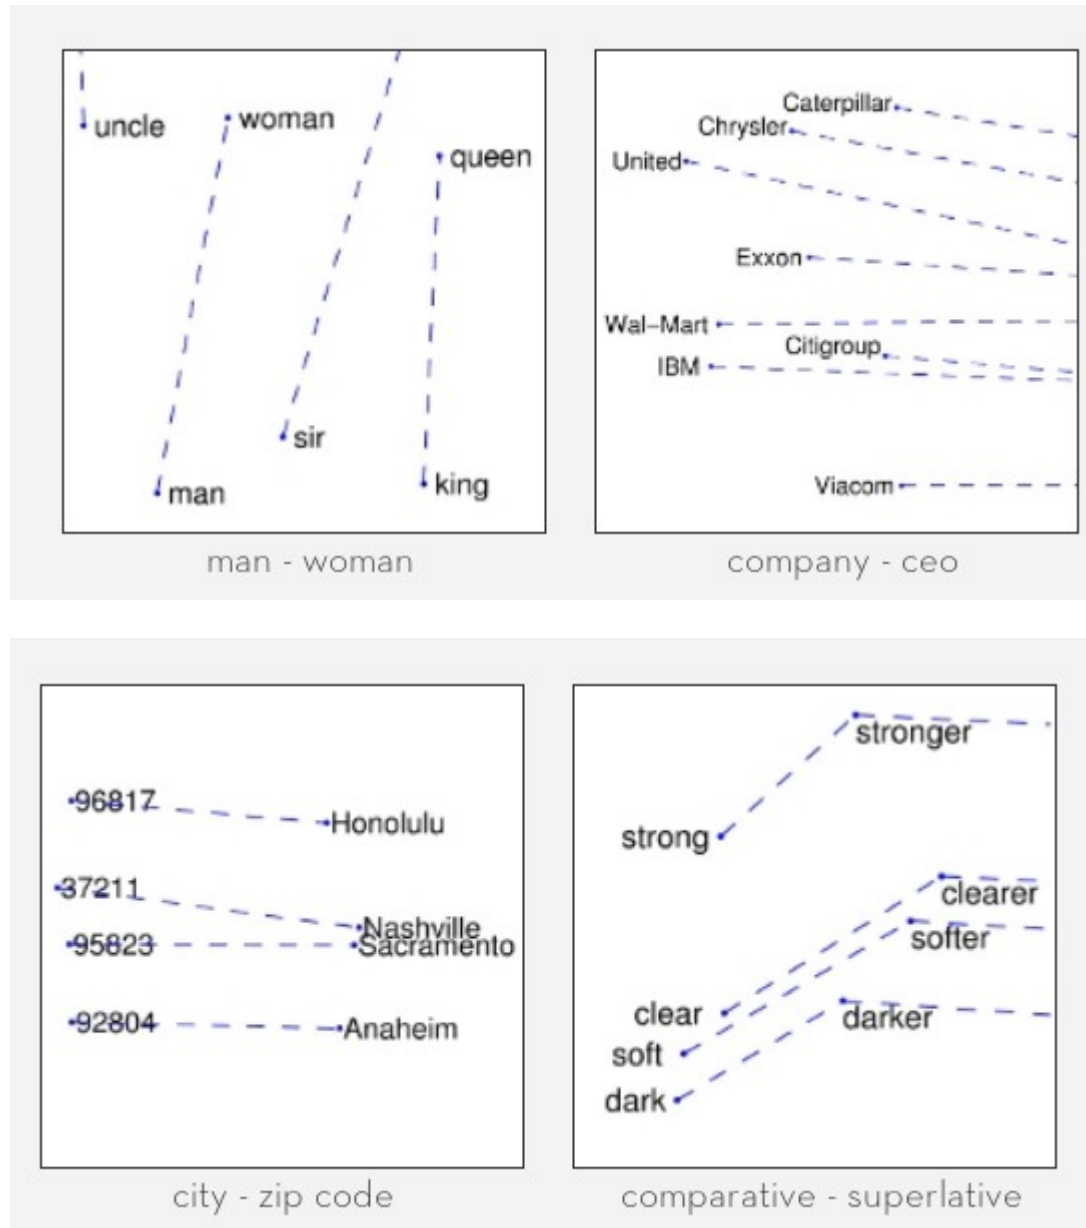 uncle
woman
queen
sir
man
king
man - woman
Caterpillar
Chrysler
United
Exxon
Wal-Mart
Citigroup
IBM
Viacom
company - ceo
96817
Honolulu
37211
Nashville
95823
Sacramento
92804
Anaheim
city - zip code
stronger
strong
clearer
softer
clear
darker
soft
dark
comparative - superlative